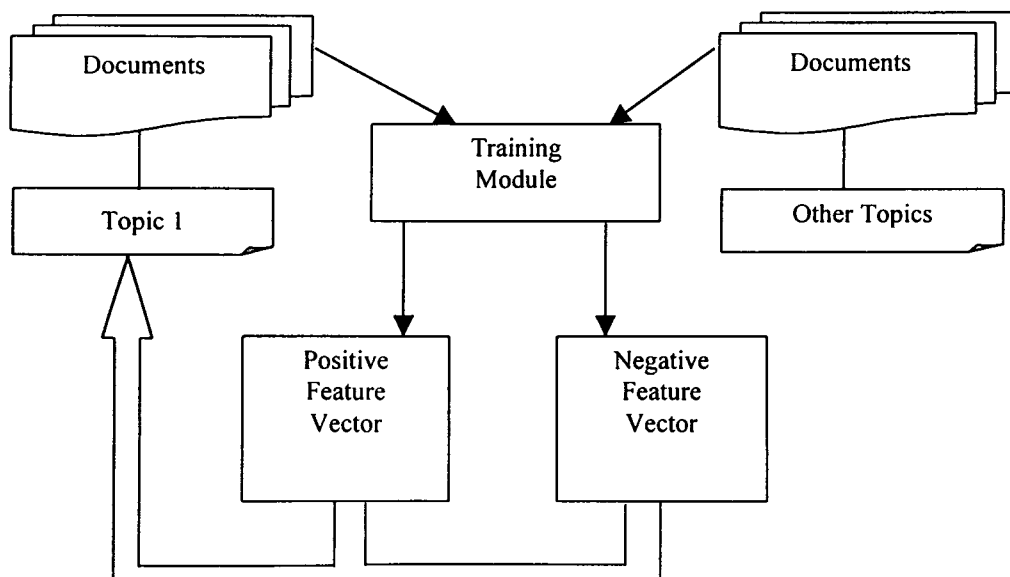 Documents
Documents
Training
Module
Topic 1
Other Topics
Positive
Feature
Vector
Negative
Feature
Vector